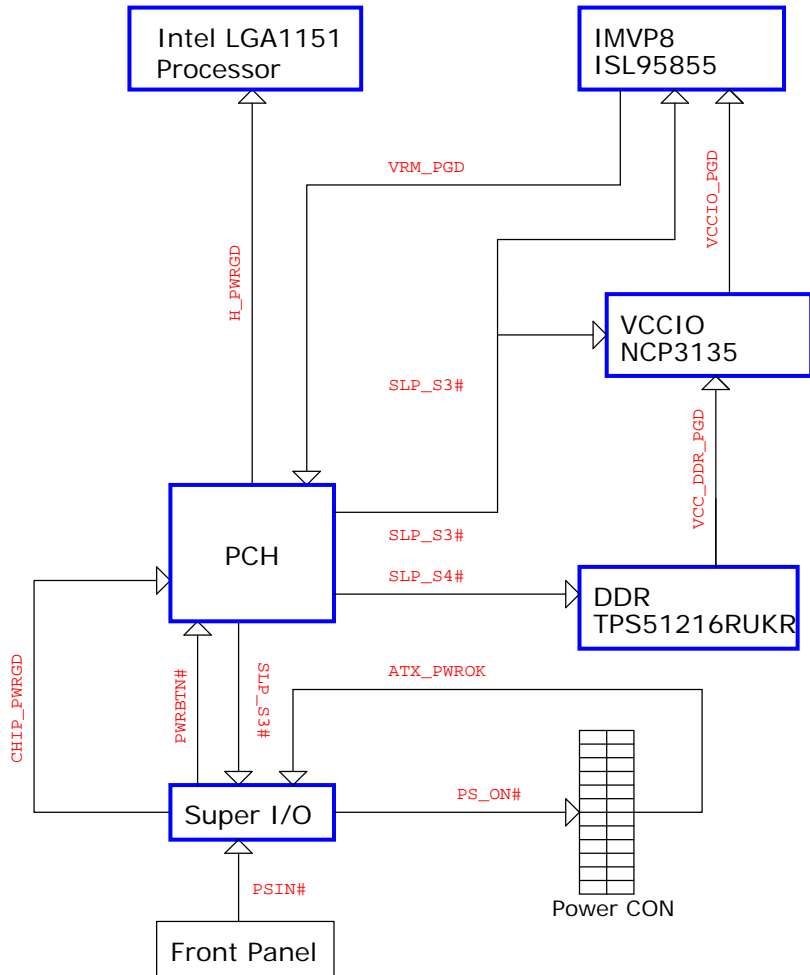 Intel LGA1151
Processor
IMVP8
ISL95855
VRM_PGD
VCCIO_PGD
H_PWRGD
VCCIO
NCP3135
SLP_S3#
VCC_DDR_PGD
PCH
SLP_S3#
SLP_S4#
DDR
TPS51216RUKR
CHIP_PWRGD
PWRBTN#
SLP_S3#
ATX_PWROK
Super I/O
PS_ON#
PSIN#
Power CON
Front Panel